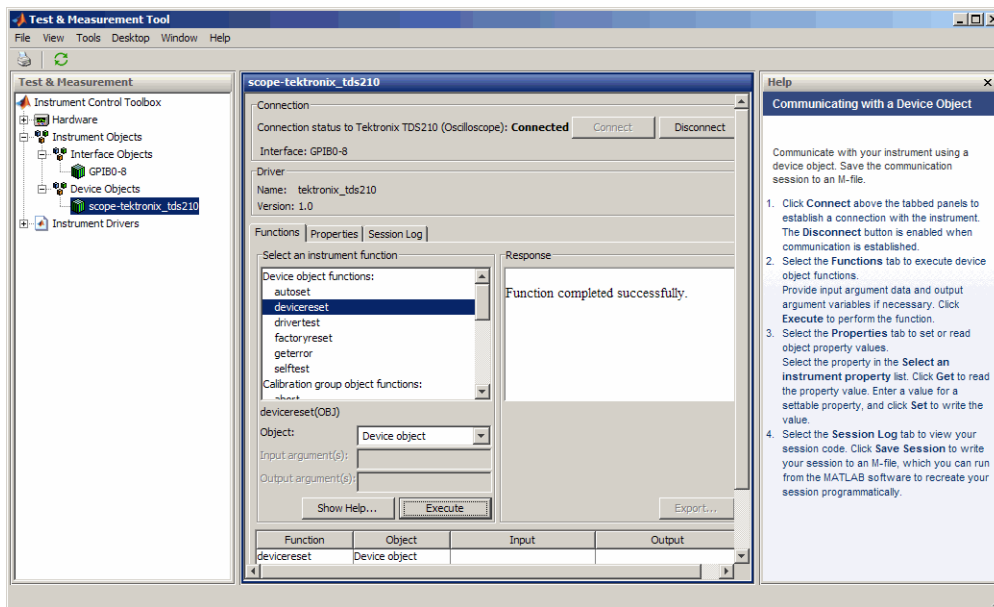 Test & Measurement Tool
File View Tools Desktop Window Help
Test & Measurement
Instrument Control Toolbox
Hardware
Instrument Objects
Interface Objects
GPIB0-8
Device Objects
scope-tektronix_tds210
Instrument Drivers
scope-tektronix_tds210
Connection
Connection status to Tektronix TDS210 (Oscilloscope): Connected
Connect
Disconnect
Interface: GPIB0-8
Driver
Name: tektronix_tds210
Version: 1.0
Functions Properties Session Log
Select an instrument function
Device object functions:
autoset
devicereset
drivertest
factoryreset
geterror
selftest
Calibration group object functions:
devicereset(OBJ)
Object: Device object
Input argument(s):
Output argument(s):
Show Help... Execute
Response
Function completed successfully.
Export...
Function Object Input Output
devicereset Device object
Help
Communicating with a Device Object
Communicate with your instrument using a
device object. Save the communication
session to an M-file.
1. Click Connect above the tabbed panels to
establish a connection with the instrument.
The Disconnect button is enabled when
communication is established.
2. Select the Functions tab to execute device
object functions.
Provide input argument data and output
argument variables if necessary. Click
Execute to perform the function.
3. Select the Properties tab to set or read
object property values.
Select the property in the Select an
instrument property list. Click Get to read
the property value. Enter a value for a
settable property, and click Set to write the
value.
4. Select the Session Log tab to view your
session code. Click Save Session to write
your session to an M-file, which you can run
from the MATLAB software to recreate your
session programmatically.